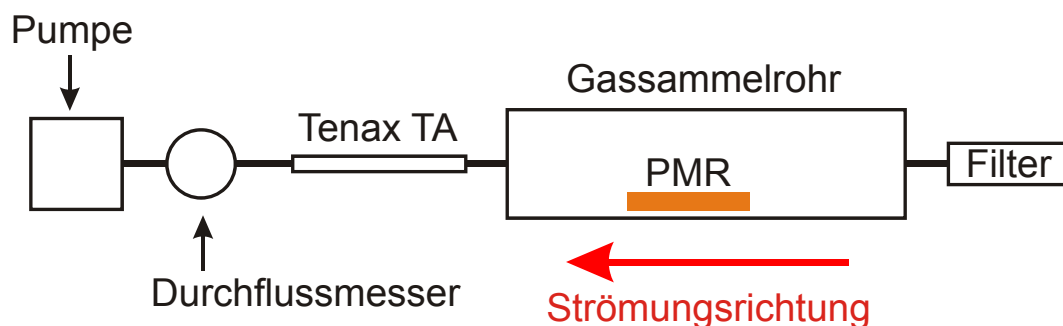 Pumpe
Gassammelrohr
Tenax TA
PMR
Filter
Durchflussmesser
Strömungsrichtung